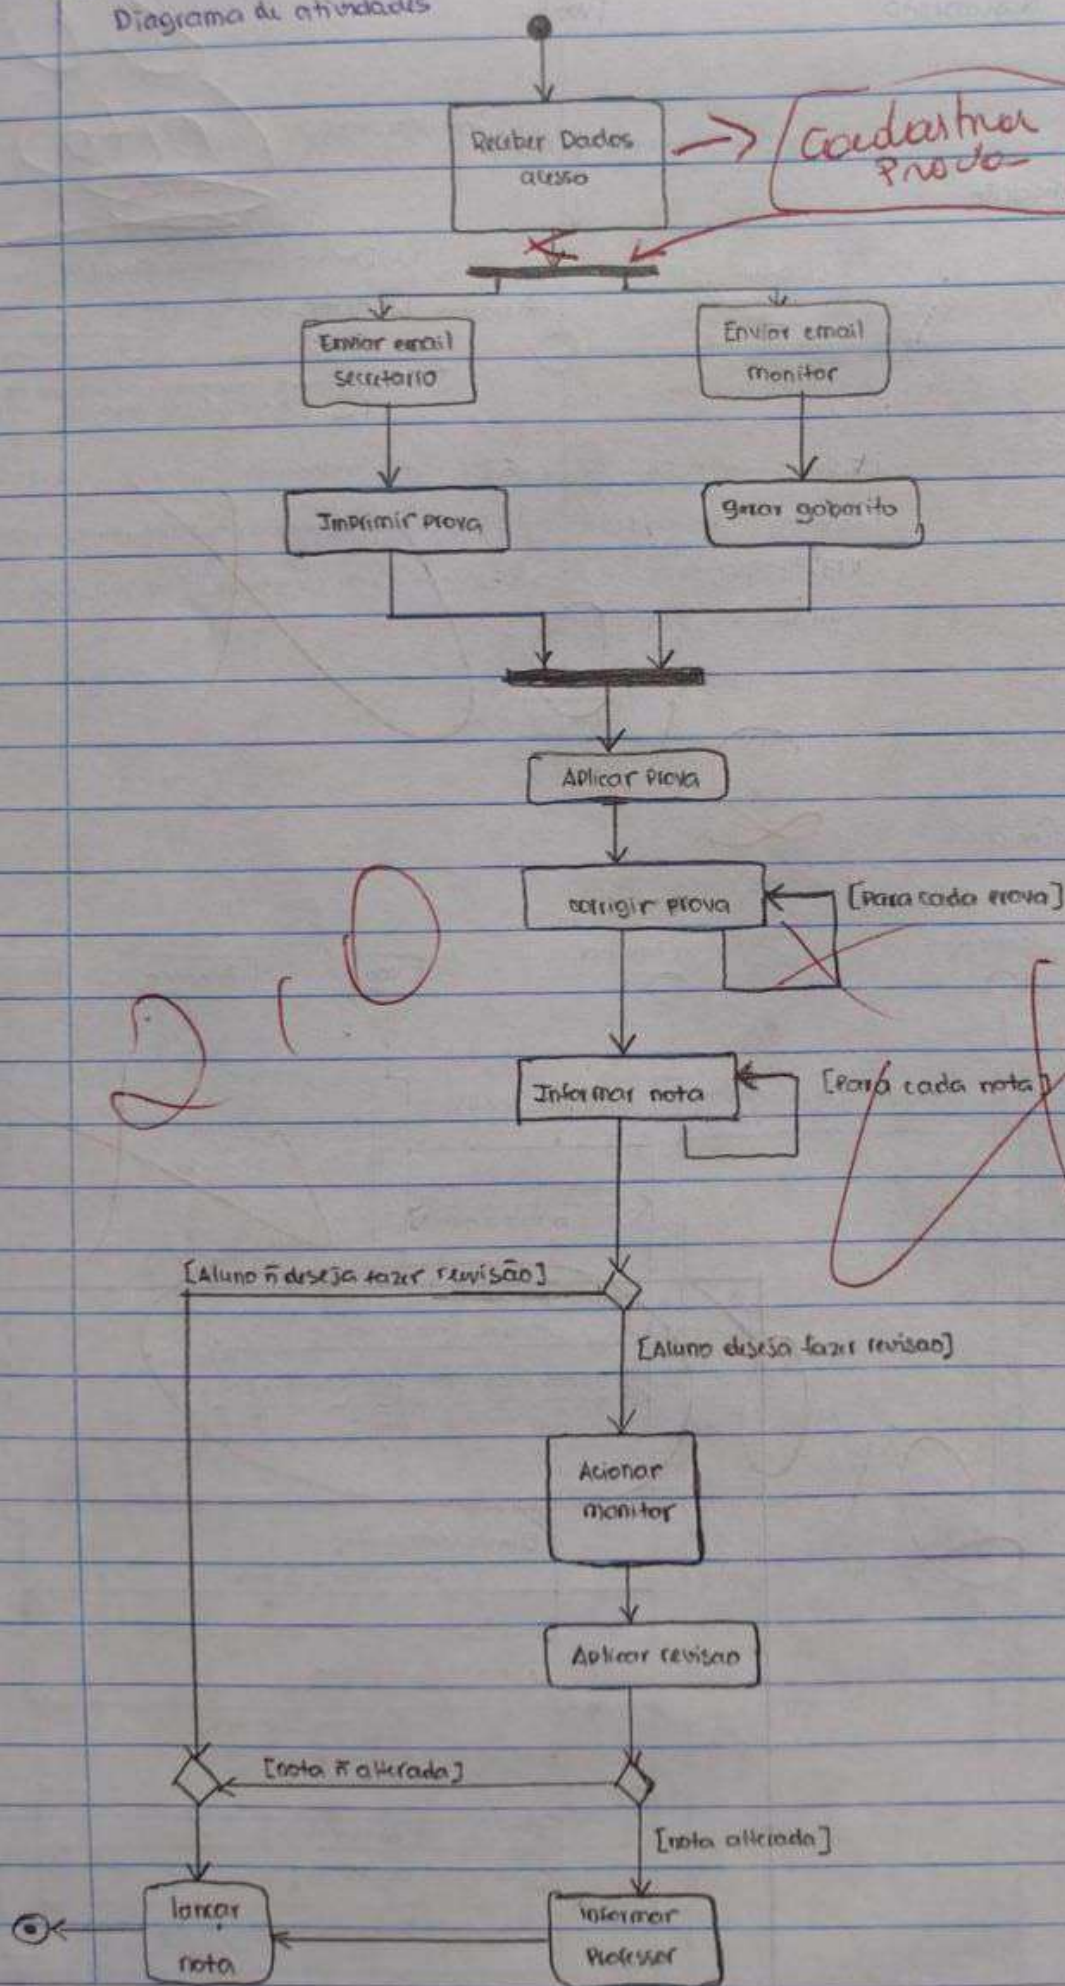 Diagrama de atividades
Receber Dados
acesso
Cadastrar
Prova
Enviar email
secretario
Enviar email
monitor
Imprimir prova
gerar gabarito
Aplicar prova
corrigir prova
[Para cada prova]
2,0
Informar nota
[Para cada nota]
[Aluno ñ deseja fazer revisão]
[Aluno deseja fazer revisao]
Acionar
monitor
Aplicar revisao
[nota ñ alterada]
[nota alterada]
lançar
nota
informar
Professor